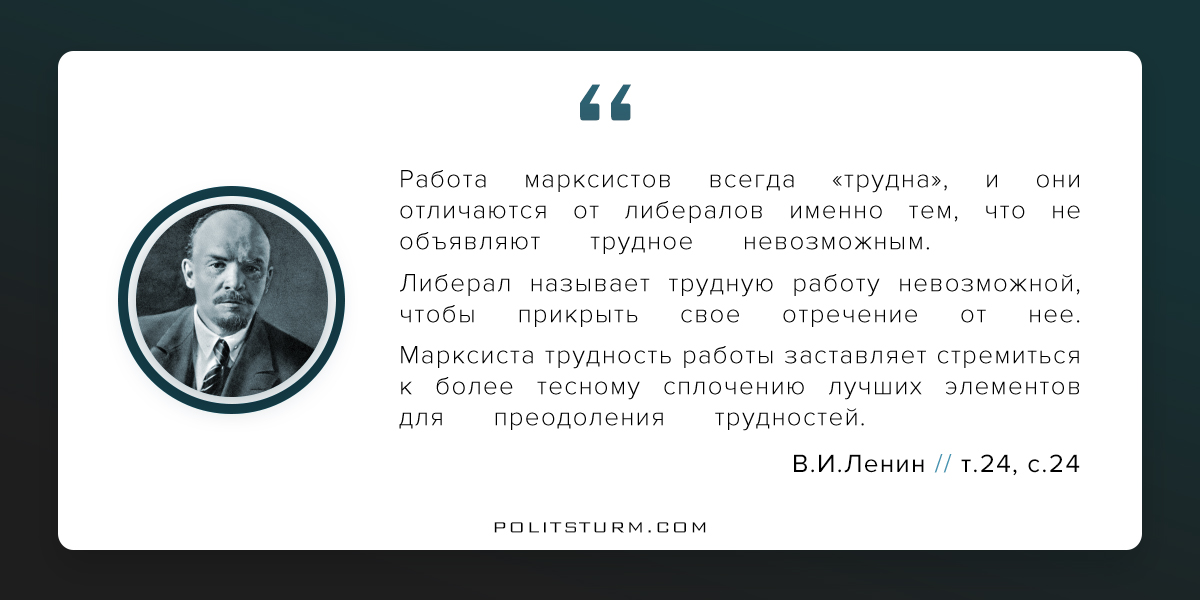 “
Работа марксистов всегда «трудна», и они
отличаются от либералов именно тем, что не
объявляют трудное невозможным.
Либерал называет трудную работу невозможной,
чтобы прикрыть свое отречение от нее.
Марксиста трудность работы заставляет стремиться
к более тесному сплочению лучших элементов
для преодоления трудностей.
В.И.Ленин // т.24, с.24
POLITSTURM.COM